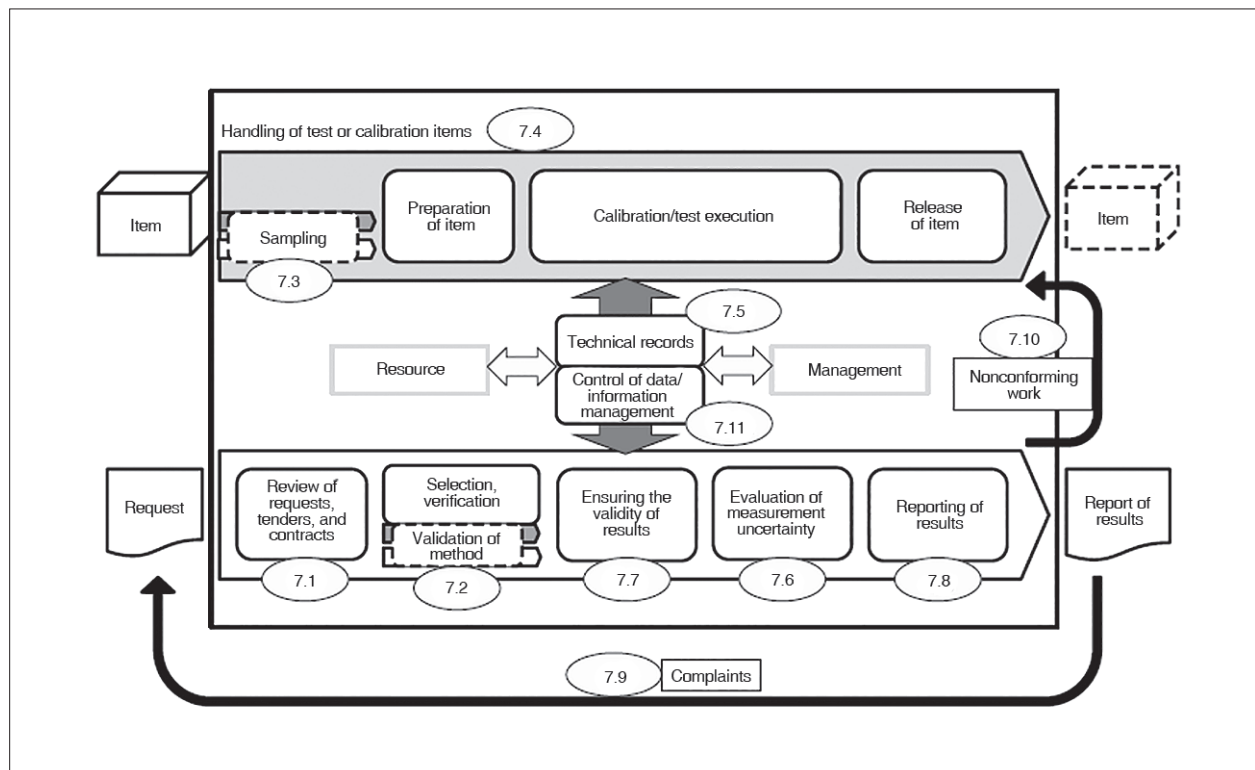 Handling of test or calibration items
7.4
Item
Sampling
7.3
Preparation
of item
Calibration/test execution
Release
of item
Item
7.5
Technical records
Resource
Management
Control of data/
information
management
7.11
7.10
Nonconforming
work
Request
Review of
requests,
tenders, and
contracts
7.1
Selection,
verification
Validation of
method
7.2
Ensuring the
validity of
results
7.7
Evaluation of
measurement
uncertainty
7.6
Reporting of
results
7.8
Report of
results
7.9
Complaints